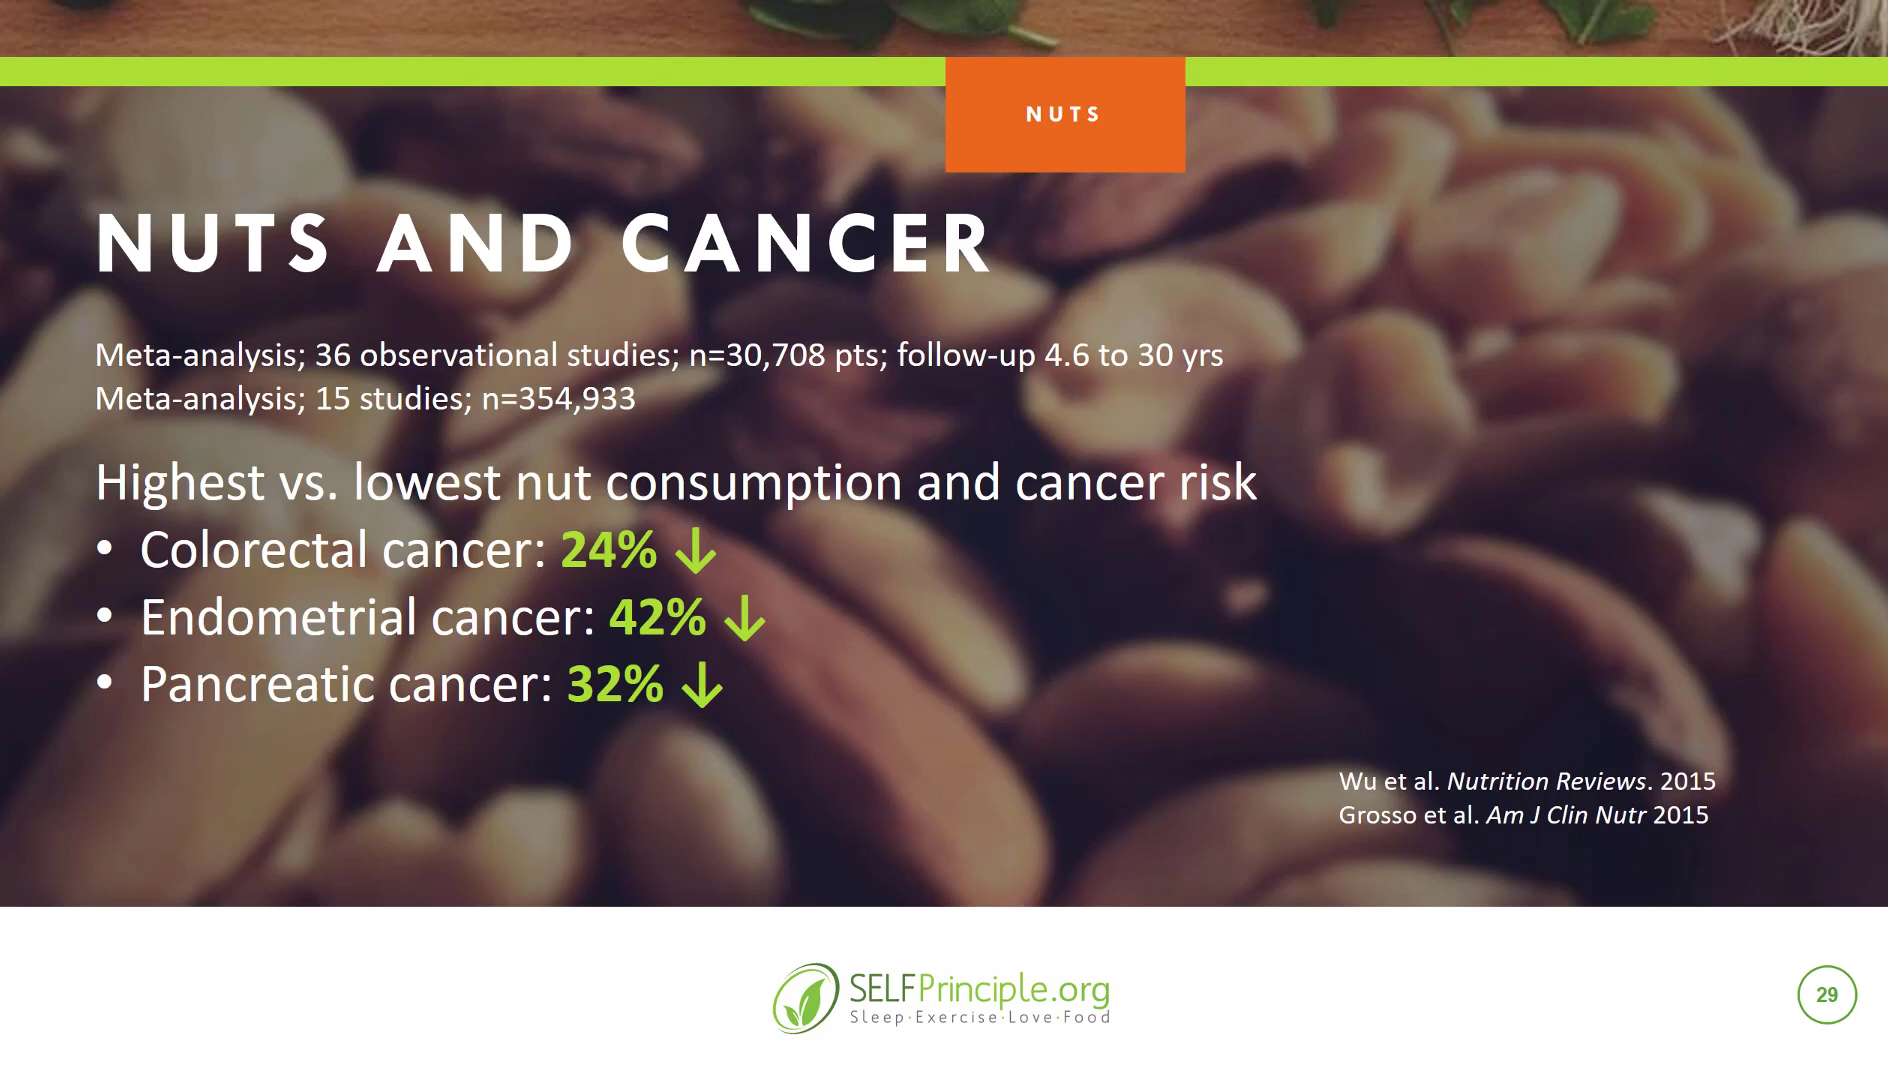 NUTS
NUTS AND CANCER
Meta-analysis; 36 observational studies; n=30,708 pts; follow-up 4.6 to 30 yrs
Meta-analysis; 15 studies; n=354,933
Highest vs. lowest nut consumption and cancer risk
• Colorectal cancer: 24% ↓
• Endometrial cancer: 42% ↓
• Pancreatic cancer: 32% ↓
Wu et al. Nutrition Reviews. 2015
Grosso et al. Am J Clin Nutr 2015
SELFPrinciple.org
Sleep·Exercise·Love·Food
29